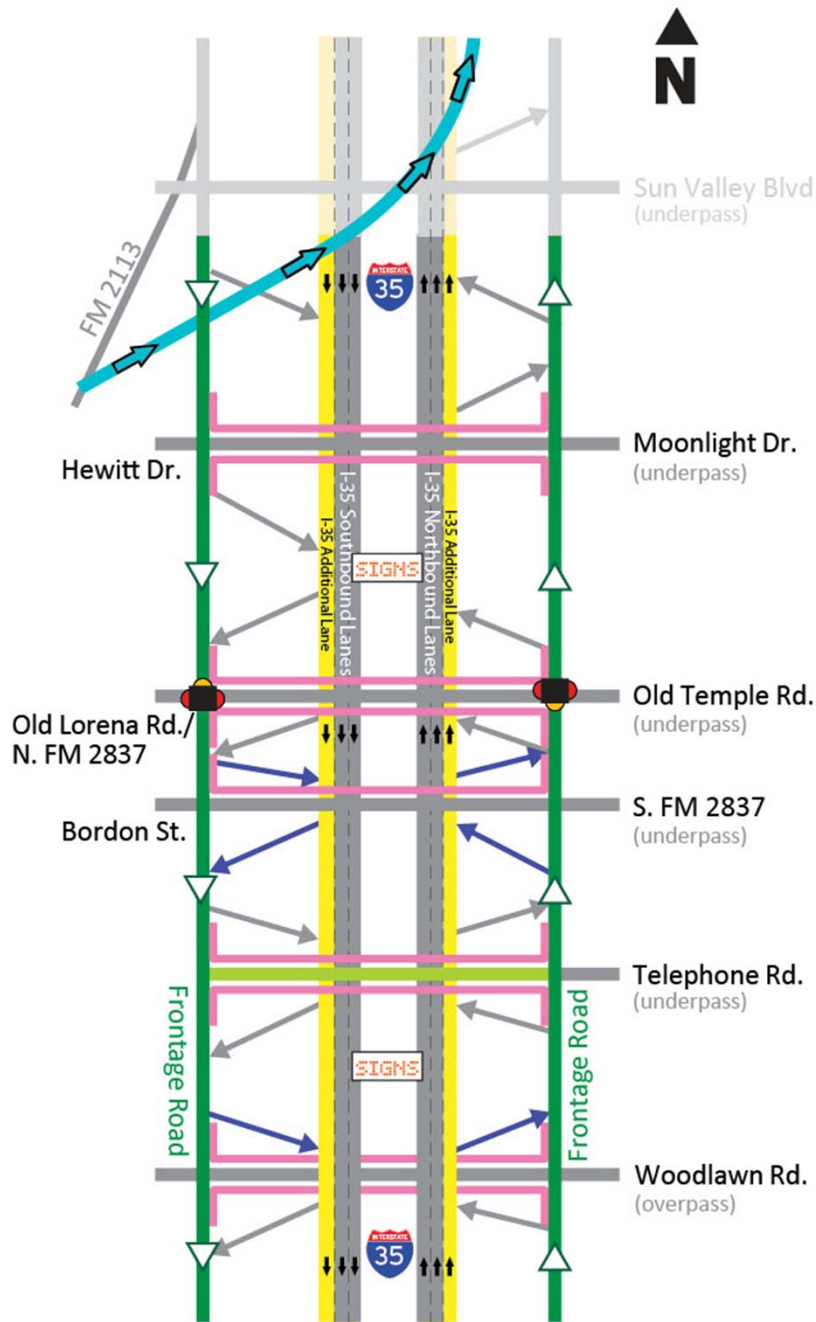 N
Sun Valley Blvd
(underpass)
FM 2113
INTERSTATE
35
Moonlight Dr.
(underpass)
Hewitt Dr.
I-35 Additional Lane
I-35 Southbound Lanes
I-35 Northbound Lanes
I-35 Additional Lane
SIGNS
Old Temple Rd.
(underpass)
Old Lorena Rd./
N. FM 2837
S. FM 2837
(underpass)
Bordon St.
Telephone Rd.
(underpass)
Frontage Road
Frontage Road
SIGNS
Woodlawn Rd.
(overpass)
INTERSTATE
35